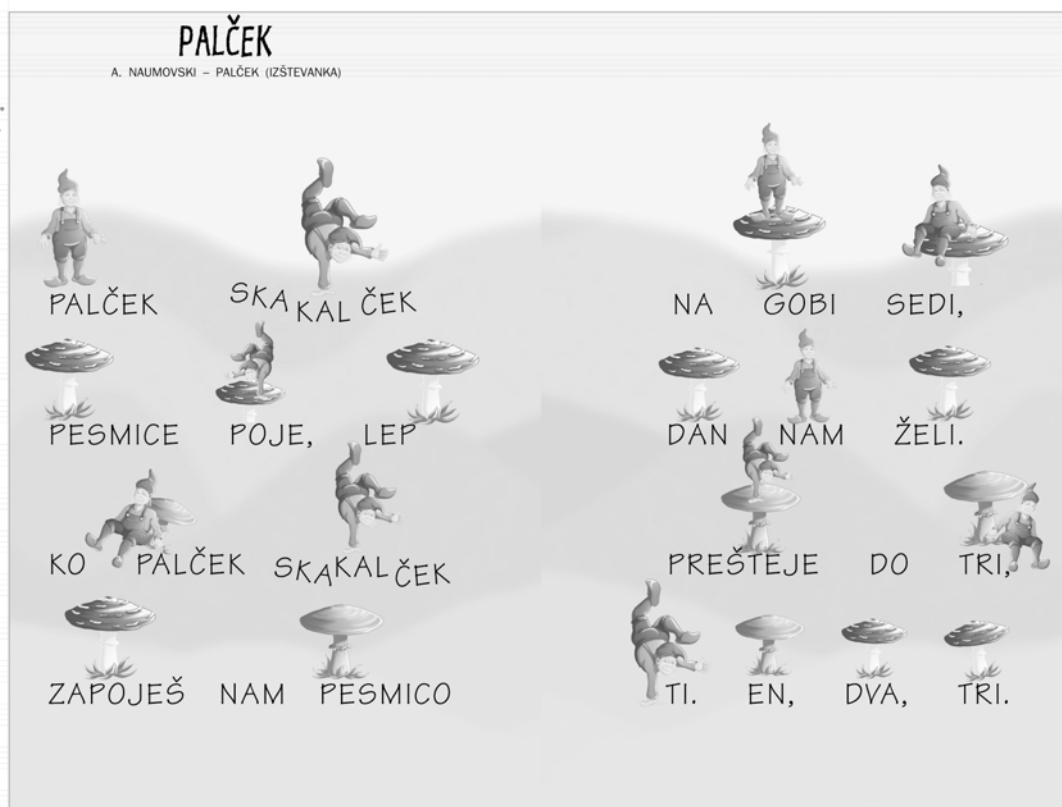 PALČEK
A. NAUMOVSKI – PALČEK (IZŠTEVANKA)
PALČEK SKAKALČEK NA GOBI SEDI,
PESMICE POJE, LEP DAN NAM ŽELI.
KO PALČEK SKAKALČEK PREŠTEJE DO TRI,
ZAPOJEŠ NAM PESMICO TI. EN, DVA, TRI.